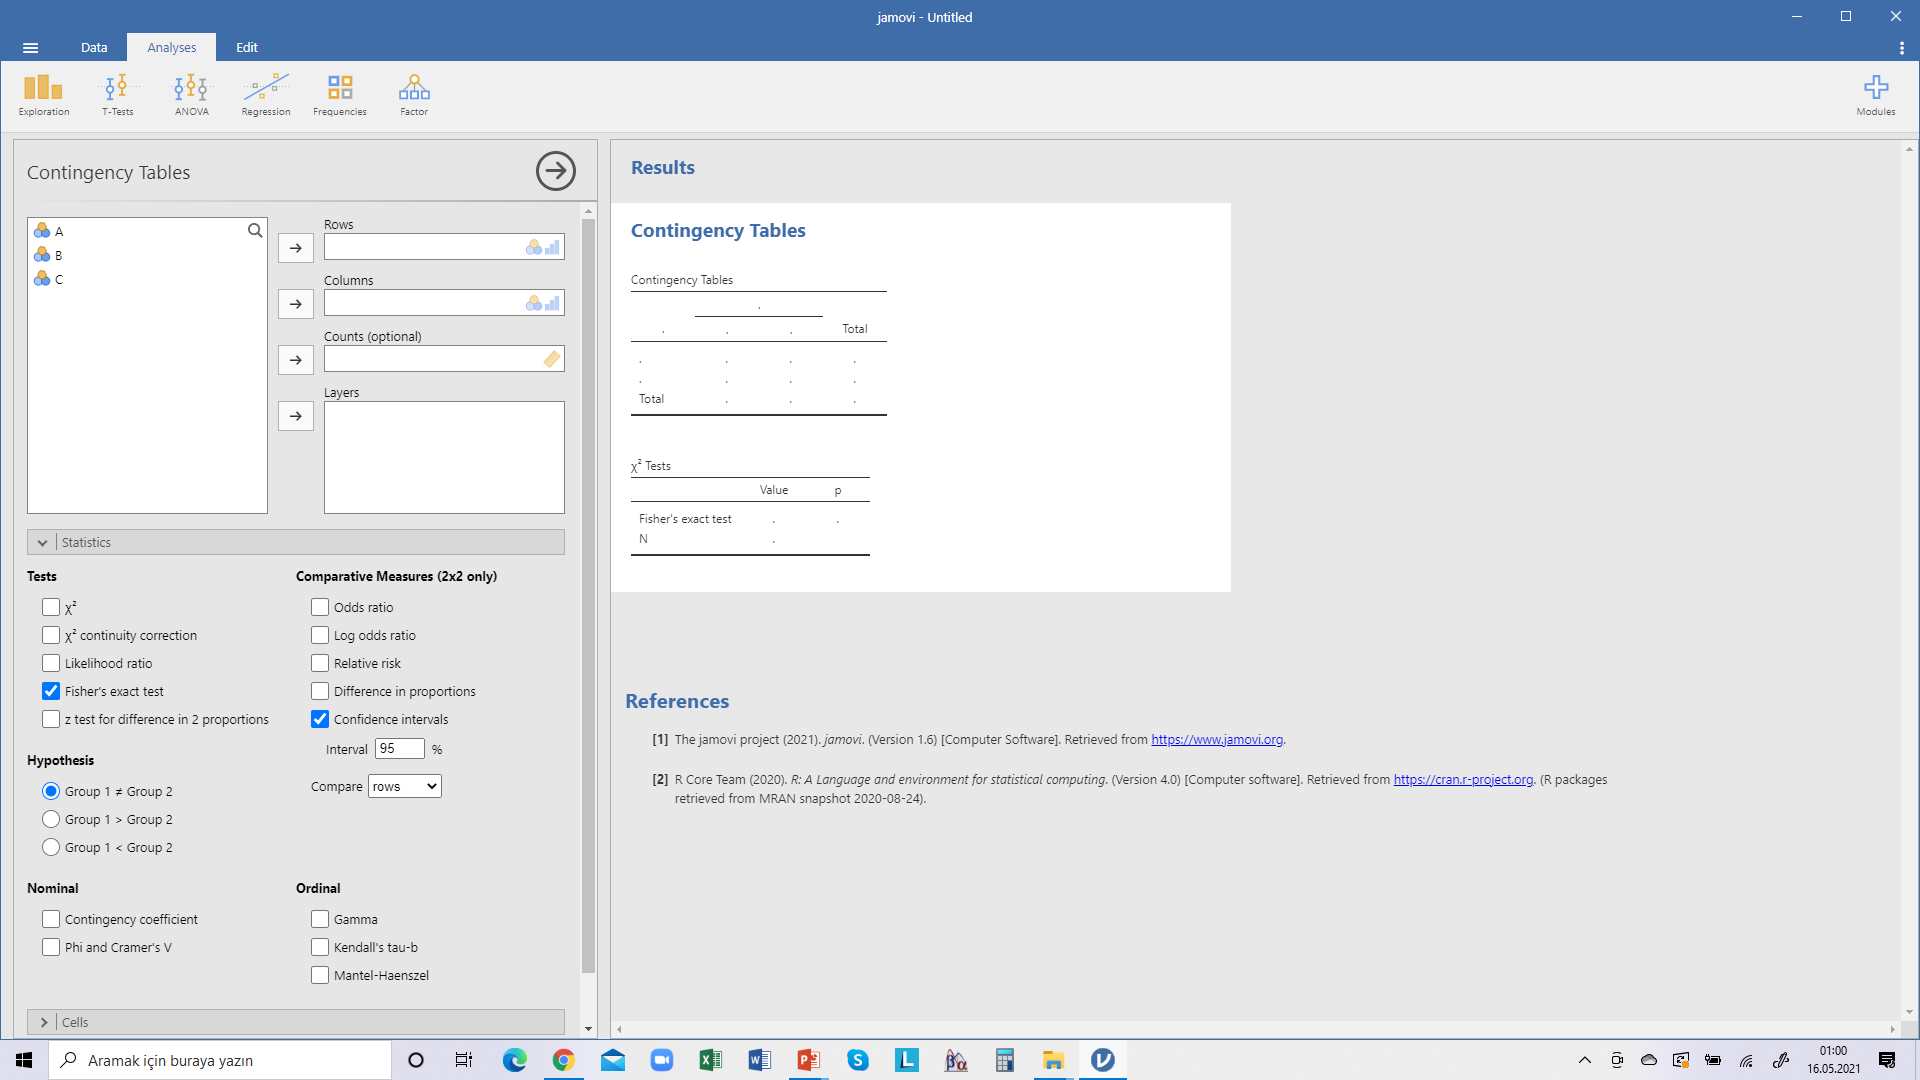 jamovi - Untitled
Data Analyses Edit
Exploration T-Tests ANOVA Regression Frequencies Factor Modules
Contingency Tables
A
B
C
Rows
Columns
Counts (optional)
Layers
Statistics
Tests
χ²
χ² continuity correction
Likelihood ratio
Fisher's exact test
z test for difference in 2 proportions
Hypothesis
Group 1 ≠ Group 2
Group 1 > Group 2
Group 1 < Group 2
Comparative Measures (2x2 only)
Odds ratio
Log odds ratio
Relative risk
Difference in proportions
Confidence intervals
Interval 95 %
Compare rows
Nominal
Contingency coefficient
Phi and Cramer's V
Ordinal
Gamma
Kendall's tau-b
Mantel-Haenszel
Cells
Results
Contingency Tables
Contingency Tables
.
. . . Total
. . . .
. . . .
Total . . .
χ² Tests
Value p
Fisher's exact test . .
N .
References
[1] The jamovi project (2021). jamovi. (Version 1.6) [Computer Software]. Retrieved from https://www.jamovi.org.
[2] R Core Team (2020). R: A Language and environment for statistical computing. (Version 4.0) [Computer software]. Retrieved from https://cran.r-project.org. (R packages
retrieved from MRAN snapshot 2020-08-24).
Aramak için buraya yazın
01:00
16.05.2021